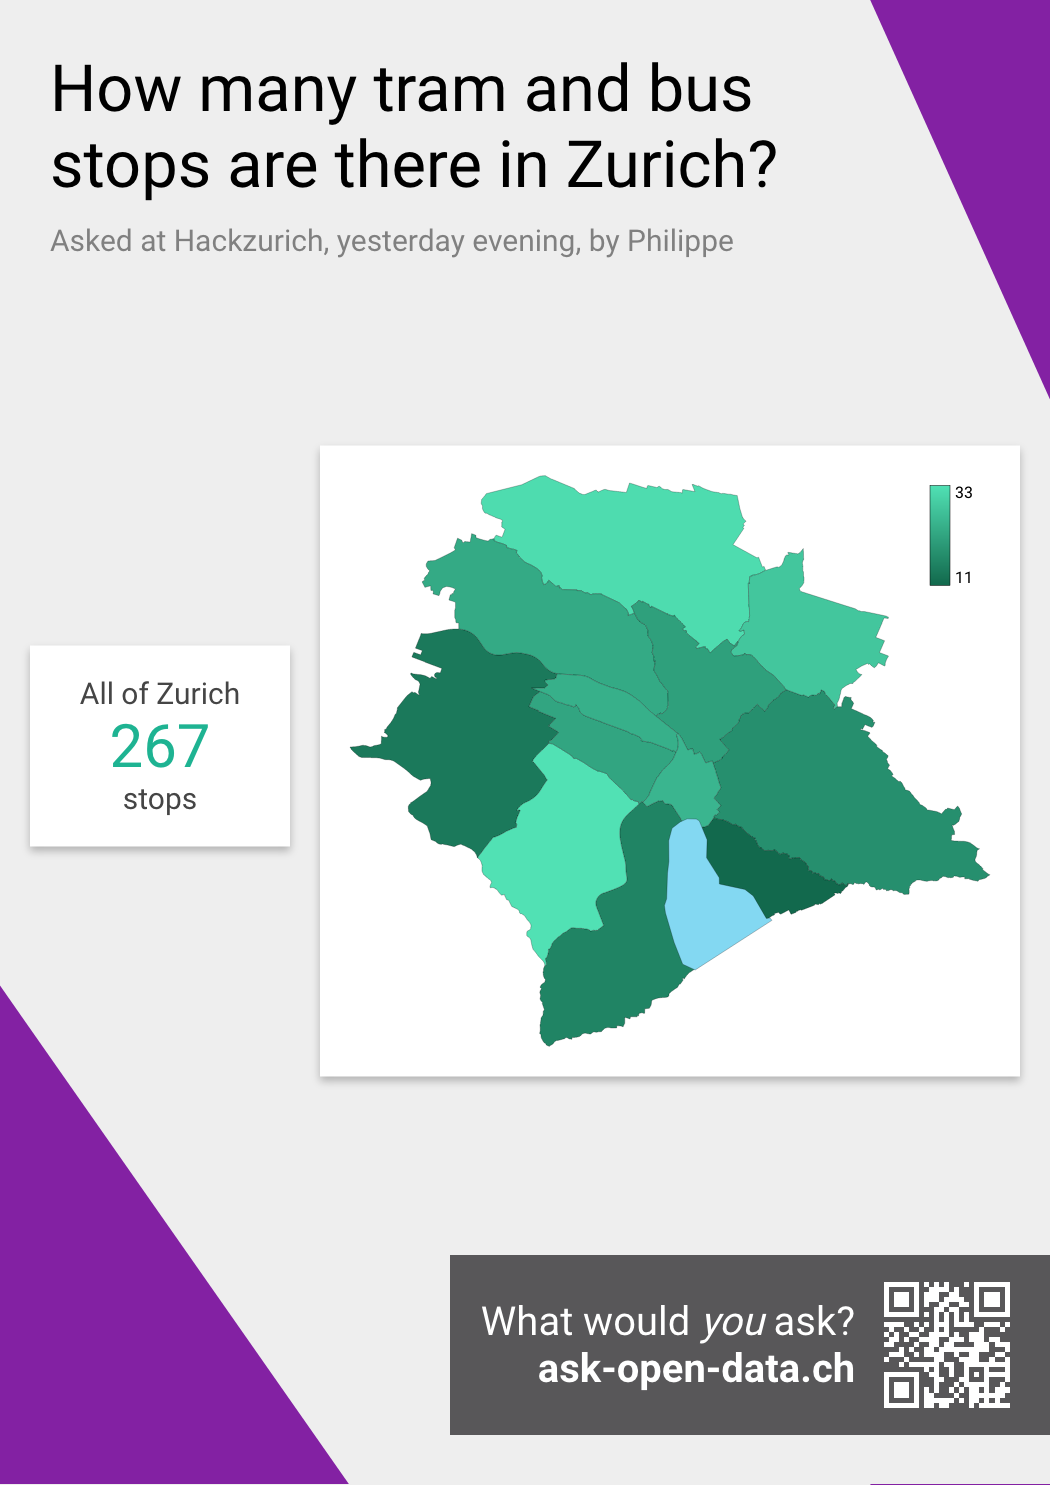 How many tram and bus
stops are there in Zurich?
Asked at Hackzurich, yesterday evening, by Philippe
33
11
All of Zurich
267
stops
What would you ask?
ask-open-data.ch